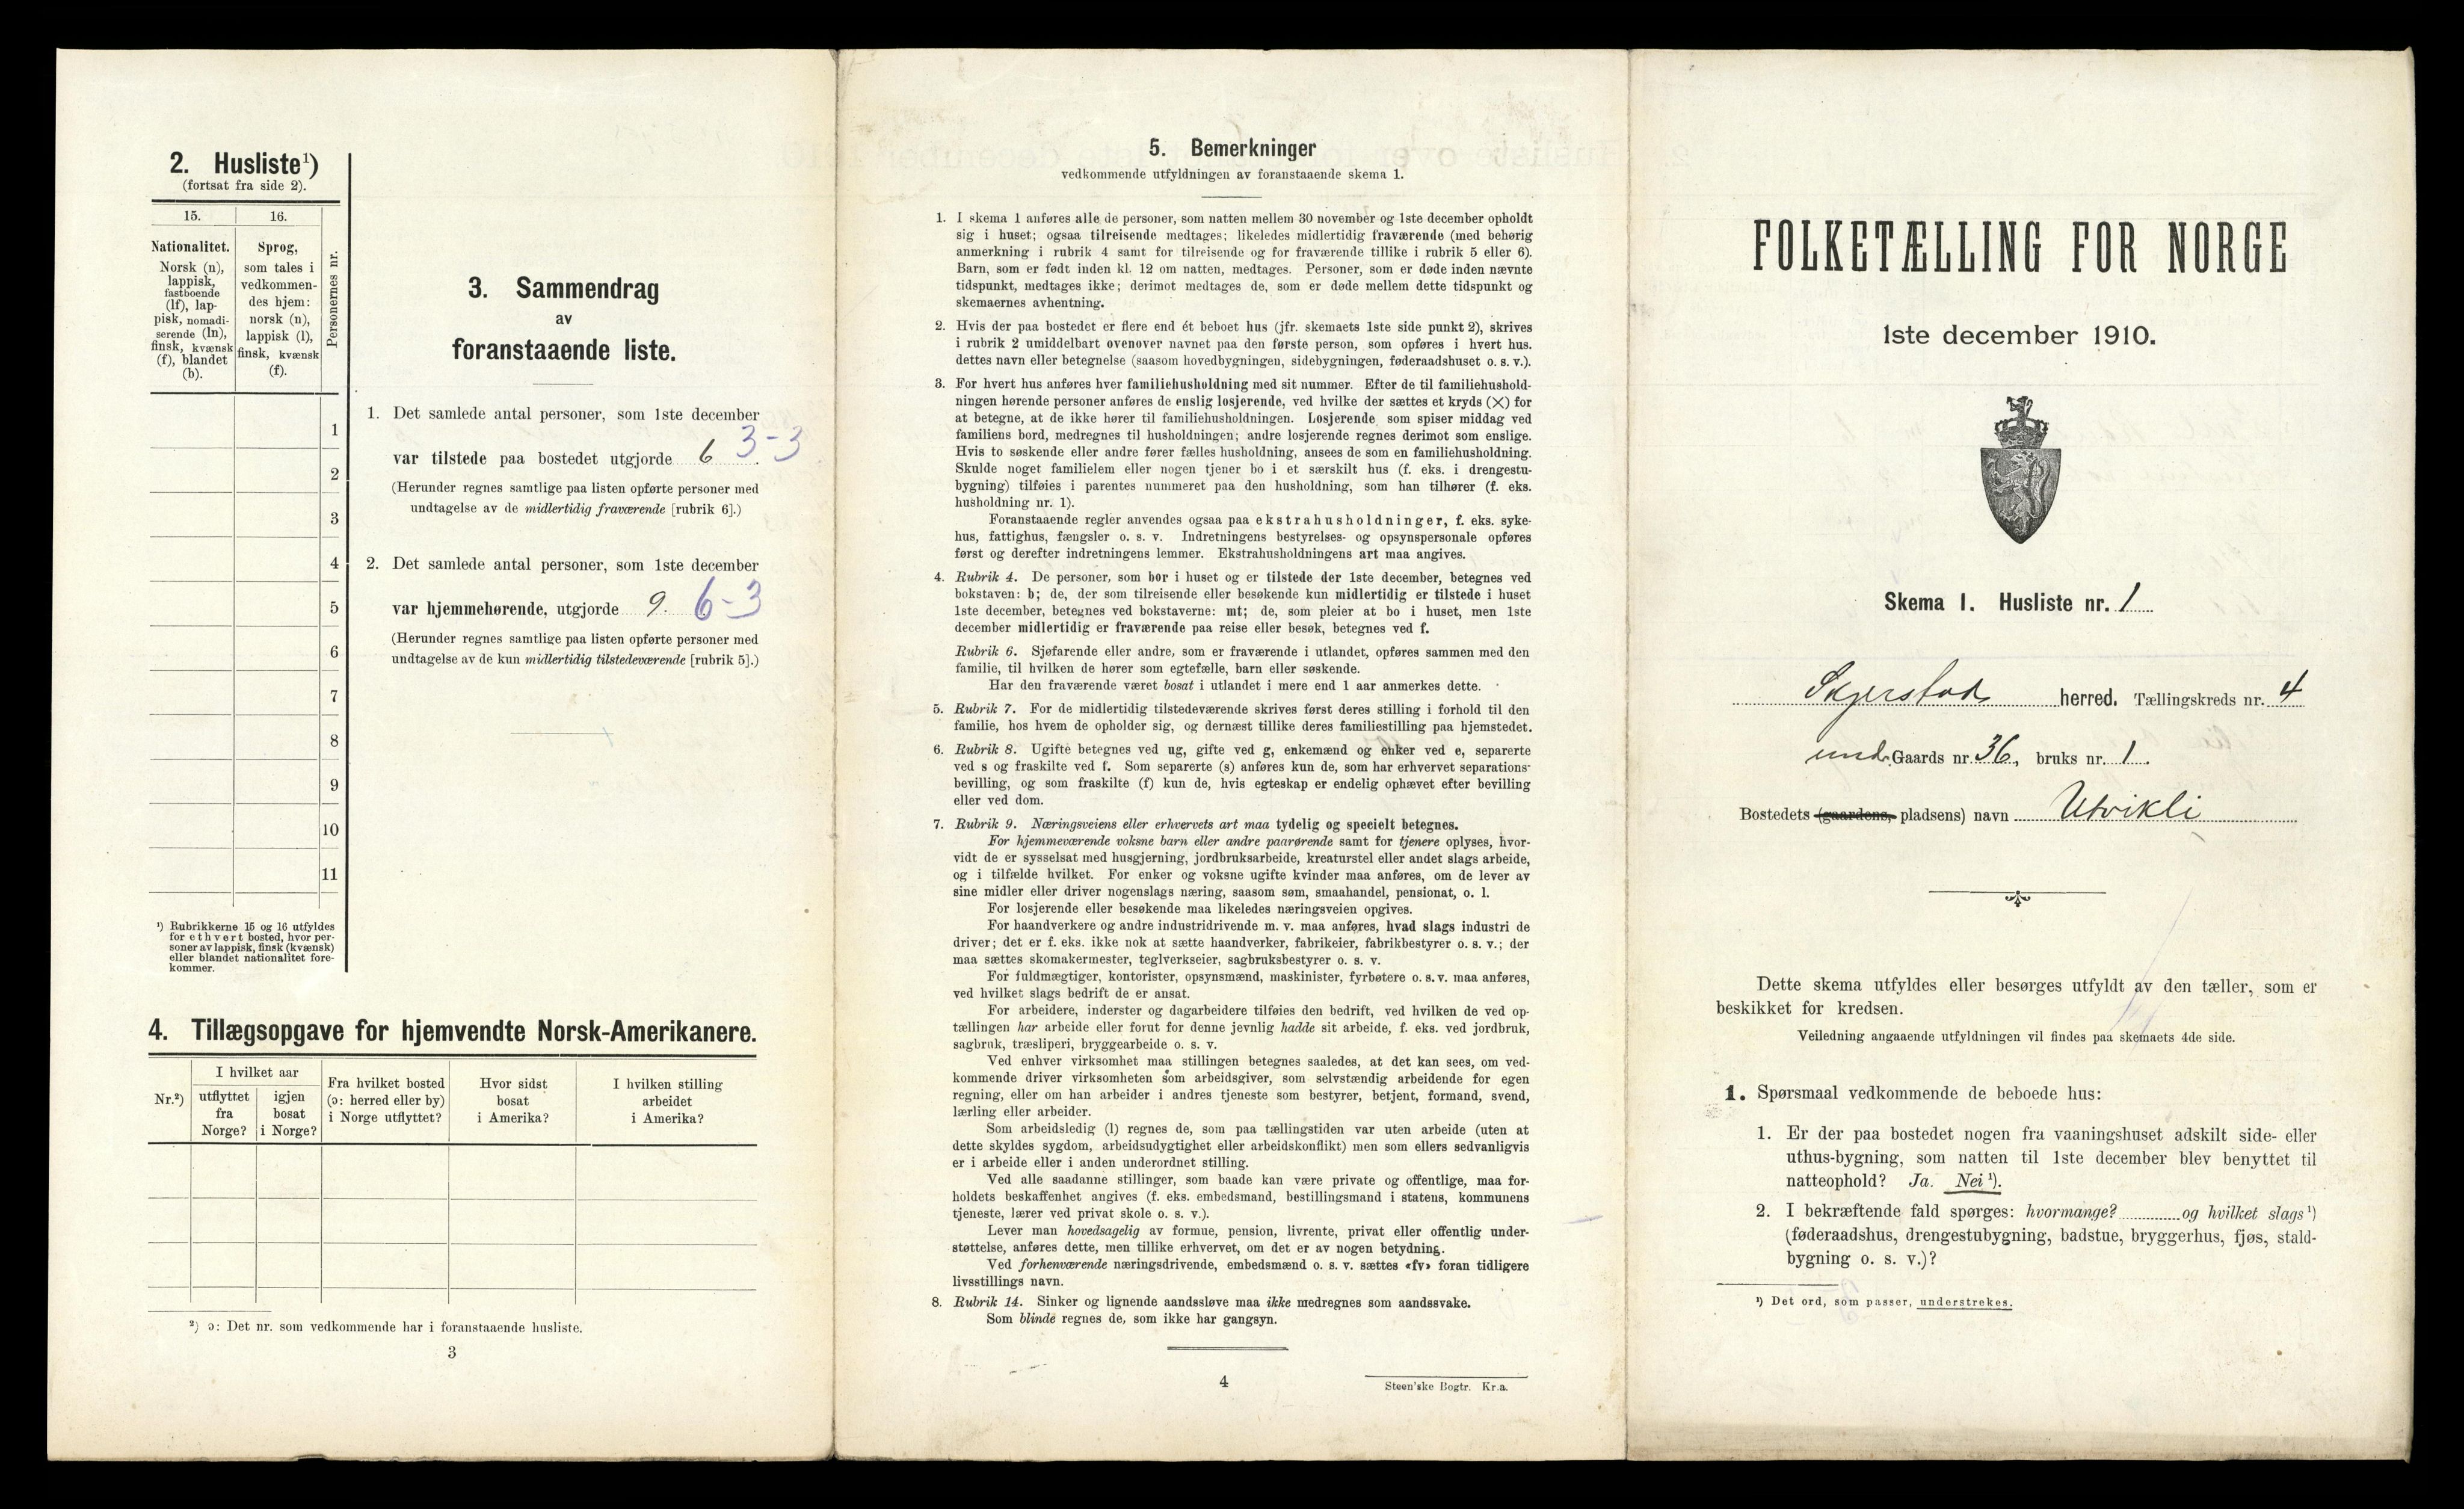 2. Husliste¹)
(fortsat fra side 2).
15.
16.
Nationalitet.
Norsk (n),
lappisk,
fastboende
(lf), lap-
pisk, nomadi-
serende (ln),
finsk, kvænsk
(f), blandet
(b).
Sprog,
som tales i
vedkommen-
des hjem:
norsk (n),
lappisk (l),
finsk, kvænsk
(f).
Personernes nr.
1
2
3
4
5
6
7
8
9
10
11
¹) Rubrikkerne 15 og 16 utfyldes
for ethvert bosted, hvor per-
soner av lappisk, finsk (kvænsk)
eller blandet nationalitet fore-
kommer.
3. Sammendrag
av
foranstaaende liste.
1. Det samlede antal personer, som 1ste december
var tilstede paa bostedet utgjorde 6 3-3
(Herunder regnes samtlige paa listen opførte personer med
undtagelse av de midlertidig fraværende [rubrik 6].)
2. Det samlede antal personer, som 1ste december
var hjemmehørende, utgjorde 9. 6-3
(Herunder regnes samtlige paa listen opførte personer med
undtagelse av de kun midlertidig tilstedeværende [rubrik 5].)
4. Tillægsopgave for hjemvendte Norsk-Amerikanere.
Nr.²)
I hvilket aar
utflyttet
fra
Norge?
igjen
bosat
i Norge?
Fra hvilket bosted
(ɔ: herred eller by)
i Norge utflyttet?
Hvor sidst
bosat
i Amerika?
I hvilken stilling
arbeidet
i Amerika?
²) ɔ: Det nr. som vedkommende har i foranstaaende husliste.
3
5. Bemerkninger
vedkommende utfyldningen av foranstaaende skema 1.
1. I skema 1 anføres alle de personer, som natten mellem 30 november og 1ste december opholdt
sig i huset; ogsaa tilreisende medtages; likeledes midlertidig fraværende (med behørig
anmerkning i rubrik 4 samt for tilreisende og for fraværende tillike i rubrik 5 eller 6).
Barn, som er født inden kl. 12 om natten, medtages. Personer, som er døde inden nævnte
tidspunkt, medtages ikke; derimot medtages de, som er døde mellem dette tidspunkt og
skemaernes avhentning.
2. Hvis der paa bostedet er flere end ét beboet hus (jfr. skemaets 1ste side punkt 2), skrives
i rubrik 2 umiddelbart ovenover navnet paa den første person, som opføres i hvert hus.
dettes navn eller betegnelse (saasom hovedbygningen, sidebygningen, føderaadshuset o. s. v.).
3. For hvert hus anføres hver familiehusholdning med sit nummer. Efter de til familiehushold-
ningen hørende personer anføres de enslig losjerende, ved hvilke der sættes et kryds (×) for
at betegne, at de ikke hører til familiehusholdningen. Losjerende som spiser middag ved
familiens bord, medregnes til husholdningen; andre losjerende regnes derimot som enslige.
Hvis to søskende eller andre fører fælles husholdning, ansees de som en familiehusholdning.
Skulde noget familielem eller nogen tjener bo i et særskilt hus (f. eks. i drengestu-
bygning) tilføies i parentes nummeret paa den husholdning, som han tilhører (f. eks.
husholdning nr. 1).
Foranstaaende regler anvendes ogsaa paa ekstrahusholdninger, f. eks. syke-
hus, fattighus, fængsler o. s. v. Indretningens bestyrelses- og opsynspersonale opføres
først og derefter indretningens lemmer. Ekstrahusholdningens art maa angives.
4. Rubrik 4. De personer, som bor i huset og er tilstede der 1ste december, betegnes ved
bokstaven: b; de, der som tilreisende eller besøkende kun midlertidig er tilstede i huset
1ste december, betegnes ved bokstaverne: mt; de, som pleier at bo i huset, men 1ste
december midlertidig er fraværende paa reise eller besøk, betegnes ved f.
Rubrik 6. Sjøfarende eller andre, som er fraværende i utlandet, opføres sammen med den
familie, til hvilken de hører som egtefælle, barn eller søskende.
Har den fraværende været bosat i utlandet i mere end 1 aar anmerkes dette.
5. Rubrik 7. For de midlertidig tilstedeværende skrives først deres stilling i forhold til den
familie, hos hvem de opholder sig, og dernæst tillike deres familiestilling paa hjemstedet.
6. Rubrik 8. Ugifte betegnes ved ug, gifte ved g, enkemænd og enker ved e, separerte
ved s og fraskilte ved f. Som separerte (s) anføres kun de, som har erhvervet separations-
bevilling, og som fraskilte (f) kun de, hvis egteskap er endelig ophævet efter bevilling
eller ved dom.
7. Rubrik 9. Næringsveiens eller erhvervets art maa tydelig og specielt betegnes.
For hjemmeværende voksne barn eller andre paarørende samt for tjenere oplyses, hvor-
vidt de er sysselsat med husgjerning, jordbruksarbeide, kreaturstel eller andet slags arbeide,
og i tilfælde hvilket. For enker og voksne ugifte kvinder maa anføres, om de lever av
sine midler eller driver nogenslags næring, saasom søm, smaahandel, pensionat, o. l.
For losjerende eller besøkende maa likeledes næringsveien opgives.
For haandverkere og andre industridrivende m. v. maa anføres, hvad slags industri de
driver; det er f. eks. ikke nok at sætte haandverker, fabrikeier, fabrikbestyrer o. s. v.; der
maa sættes skomakermester, teglverkseier, sagbruksbestyrer o. s. v.
For fuldmægtiger, kontorister, opsynsmænd, maskinister, fyrbøtere o. s. v. maa anføres,
ved hvilket slags bedrift de er ansat.
For arbeidere, inderster og dagarbeidere tilføies den bedrift, ved hvilken de ved op-
tællingen har arbeide eller forut for denne jevnlig hadde sit arbeide, f. eks. ved jordbruk,
sagbruk, træsliperi, bryggearbeide o. s. v.
Ved enhver virksomhet maa stillingen betegnes saaledes, at det kan sees, om ved-
kommende driver virksomheten som arbeidsgiver, som selvstændig arbeidende for egen
regning, eller om han arbeider i andres tjeneste som bestyrer, betjent, formand, svend,
lærling eller arbeider.
Som arbeidsledig (l) regnes de, som paa tællingstiden var uten arbeide (uten at
dette skyldes sygdom, arbeidsudygtighet eller arbeidskonflikt) men som ellers sedvanligvis
er i arbeide eller i anden underordnet stilling.
Ved alle saadanne stillinger, som baade kan være private og offentlige, maa for-
holdets beskaffenhet angives (f. eks. embedsmand, bestillingsmand i statens, kommunens
tjeneste, lærer ved privat skole o. s. v.).
Lever man hovedsagelig av formue, pension, livrente, privat eller offentlig under-
støttelse, anføres dette, men tillike erhvervet, om det er av nogen betydning.
Ved forhenværende næringsdrivende, embedsmænd o. s. v. sættes «fv» foran tidligere
livsstillings navn.
8. Rubrik 14. Sinker og lignende aandssløve maa ikke medregnes som aandssvake.
Som blinde regnes de, som ikke har gangsyn.
4
Steen'ske Bogtr. Kr.a.
FOLKETÆLLING FOR NORGE
1ste december 1910.
Skema 1. Husliste nr. 1
Skjerstad herred. Tællingskreds nr. 4
und. Gaards nr. 36, bruks nr. 1.
Bostedets (gaardens, pladsens) navn Utvikli
Dette skema utfyldes eller besørges utfyldt av den tæller, som er
beskikket for kredsen.
Veiledning angaaende utfyldningen vil findes paa skemaets 4de side.
1. Spørsmaal vedkommende de beboede hus:
1. Er der paa bostedet nogen fra vaaningshuset adskilt side- eller
uthus-bygning, som natten til 1ste december blev benyttet til
natteophold? Ja. Nei¹).
2. I bekræftende fald spørges: hvormange? og hvilket slags¹)
(føderaadshus, drengestubygning, badstue, bryggerhus, fjøs, stald-
bygning o. s. v.)?
¹) Det ord, som passer, understrekes.